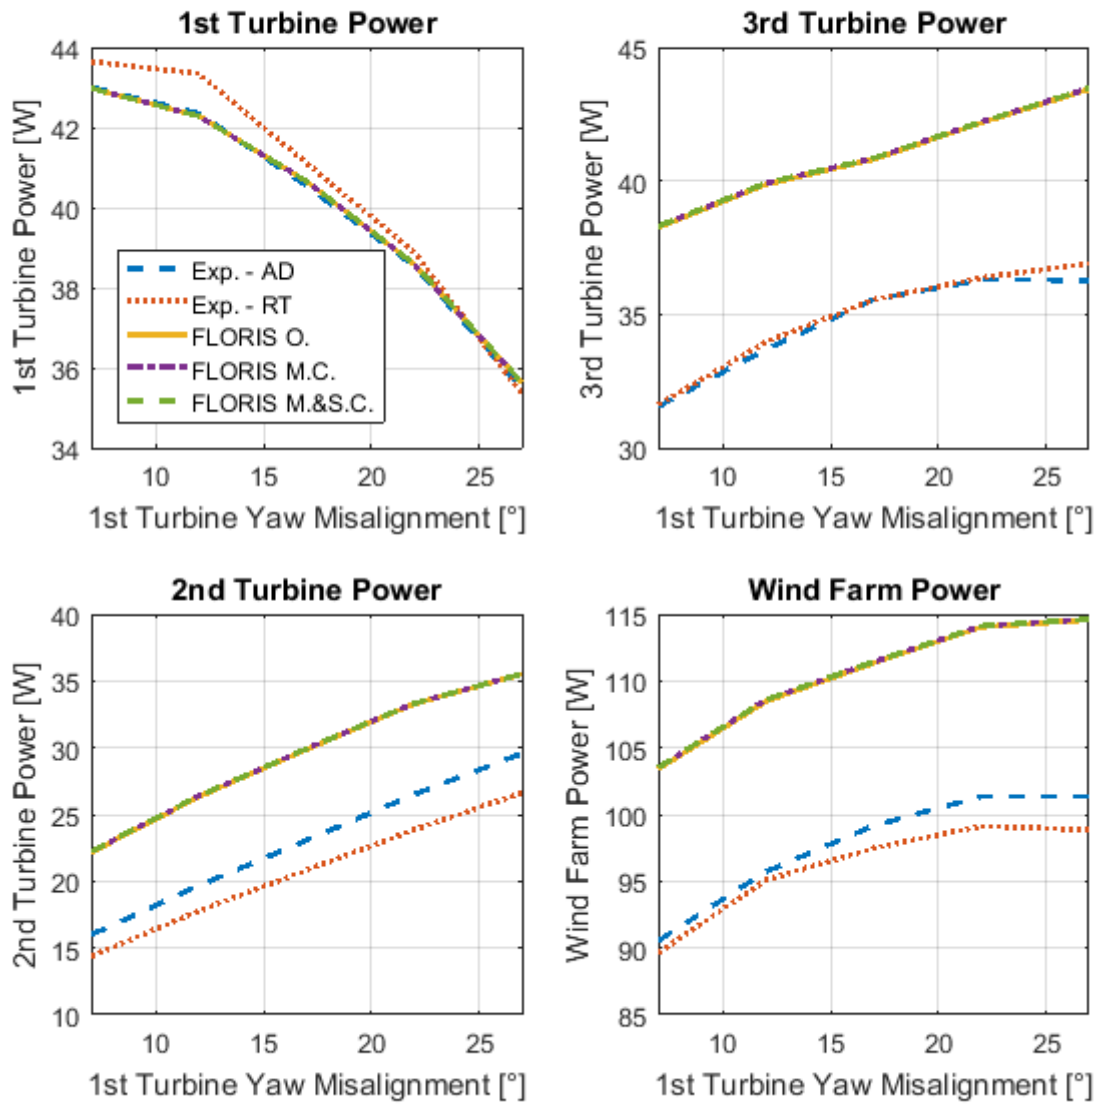 1st Turbine Power
44
42
40
38
36
34
1st Turbine Power [W]
Exp. - AD
Exp. - RT
FLORIS O.
FLORIS M.C.
FLORIS M.&S.C.
10 15 20 25
1st Turbine Yaw Misalignment [°]
3rd Turbine Power
45
40
35
30
3rd Turbine Power [W]
10 15 20 25
1st Turbine Yaw Misalignment [°]
2nd Turbine Power
40
35
30
25
20
15
10
2nd Turbine Power [W]
10 15 20 25
1st Turbine Yaw Misalignment [°]
Wind Farm Power
115
110
105
100
95
90
85
Wind Farm Power [W]
10 15 20 25
1st Turbine Yaw Misalignment [°]